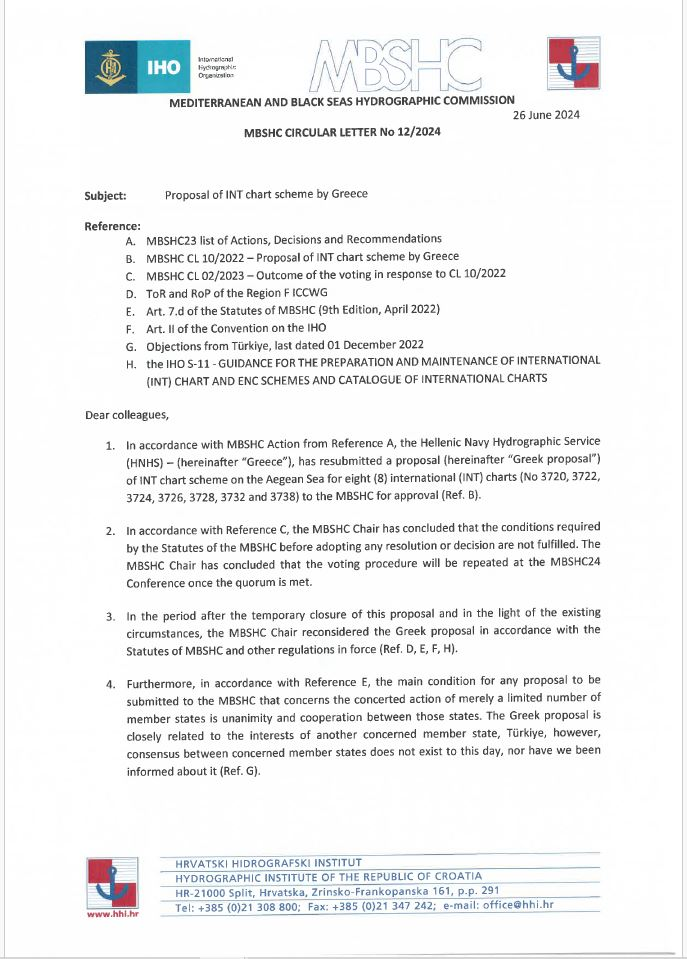 IHO
International
Hydrographic
Organization
MBSHC
MEDITERRANEAN AND BLACK SEAS HYDROGRAPHIC COMMISSION
26 June 2024
MBSHC CIRCULAR LETTER No 12/2024
Subject: Proposal of INT chart scheme by Greece
Reference:
A. MBSHC23 list of Actions, Decisions and Recommendations
B. MBSHC CL 10/2022 – Proposal of INT chart scheme by Greece
C. MBSHC CL 02/2023 – Outcome of the voting in response to CL 10/2022
D. ToR and RoP of the Region F ICCWG
E. Art. 7.d of the Statutes of MBSHC (9th Edition, April 2022)
F. Art. II of the Convention on the IHO
G. Objections from Türkiye, last dated 01 December 2022
H. the IHO S-11 - GUIDANCE FOR THE PREPARATION AND MAINTENANCE OF INTERNATIONAL
(INT) CHART AND ENC SCHEMES AND CATALOGUE OF INTERNATIONAL CHARTS
Dear colleagues,
1. In accordance with MBSHC Action from Reference A, the Hellenic Navy Hydrographic Service
(HNHS) – (hereinafter “Greece”), has resubmitted a proposal (hereinafter “Greek proposal”)
of INT chart scheme on the Aegean Sea for eight (8) international (INT) charts (No 3720, 3722,
3724, 3726, 3728, 3732 and 3738) to the MBSHC for approval (Ref. B).
2. In accordance with Reference C, the MBSHC Chair has concluded that the conditions required
by the Statutes of the MBSHC before adopting any resolution or decision are not fulfilled. The
MBSHC Chair has concluded that the voting procedure will be repeated at the MBSHC24
Conference once the quorum is met.
3. In the period after the temporary closure of this proposal and in the light of the existing
circumstances, the MBSHC Chair reconsidered the Greek proposal in accordance with the
Statutes of MBSHC and other regulations in force (Ref. D, E, F, H).
4. Furthermore, in accordance with Reference E, the main condition for any proposal to be
submitted to the MBSHC that concerns the concerted action of merely a limited number of
member states is unanimity and cooperation between those states. The Greek proposal is
closely related to the interests of another concerned member state, Türkiye, however,
consensus between concerned member states does not exist to this day, nor have we been
informed about it (Ref. G).
www.hhi.hr
HRVATSKI HIDROGRAFSKI INSTITUT
HYDROGRAPHIC INSTITUTE OF THE REPUBLIC OF CROATIA
HR-21000 Split, Hrvatska, Zrinsko-Frankopanska 161, p.p. 291
Tel: +385 (0)21 308 800; Fax: +385 (0)21 347 242; e-mail: office@hhi.hr